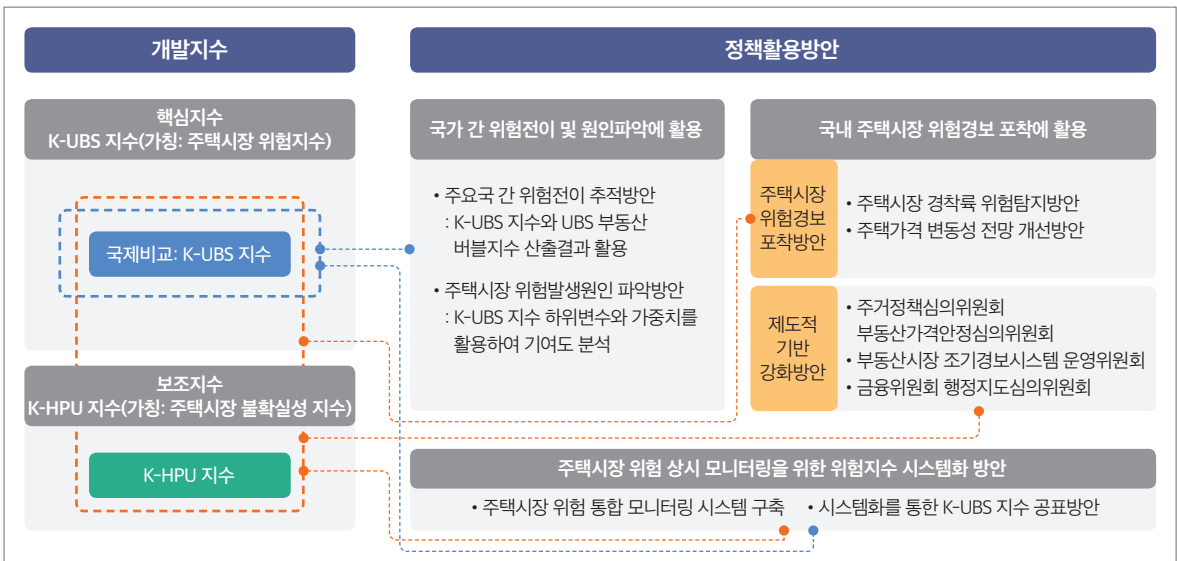 개발지수
정책활용방안
핵심지수
K-UBS 지수(가칭: 주택시장 위험지수)
국제비교: K-UBS 지수
보조지수
K-HPU 지수(가칭: 주택시장 불확실성 지수)
K-HPU 지수
국가 간 위험전이 및 원인파악에 활용
• 주요국 간 위험전이 추적방안
: K-UBS 지수와 UBS 부동산
버블지수 산출결과 활용
• 주택시장 위험발생원인 파악방안
: K-UBS 지수 하위변수와 가중치를
활용하여 기여도 분석
국내 주택시장 위험경보 포착에 활용
주택시장
위험경보
포착방안
• 주택시장 경착륙 위험탐지방안
• 주택가격 변동성 전망 개선방안
제도적
기반
강화방안
• 주거정책심의위원회
부동산가격안정심의위원회
• 부동산시장 조기경보시스템 운영위원회
• 금융위원회 행정지도심의위원회
주택시장 위험 상시 모니터링을 위한 위험지수 시스템화 방안
• 주택시장 위험 통합 모니터링 시스템 구축 • 시스템화를 통한 K-UBS 지수 공표방안